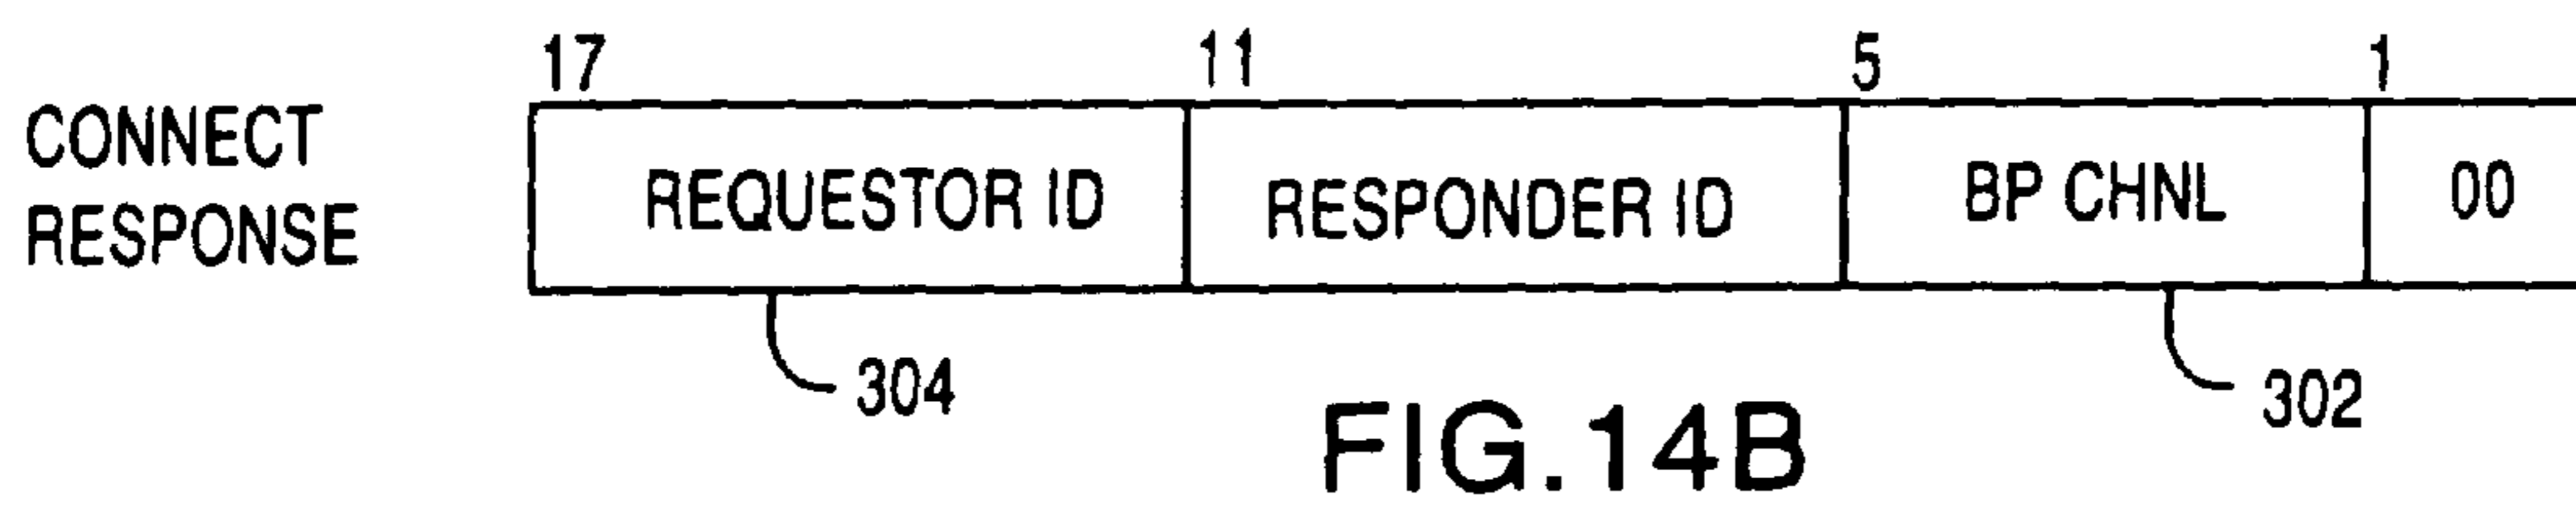 17 11 5 1
CONNECT
RESPONSE
REQUESTOR ID RESPONDER ID BP CHNL 00
304 302
FIG.14B